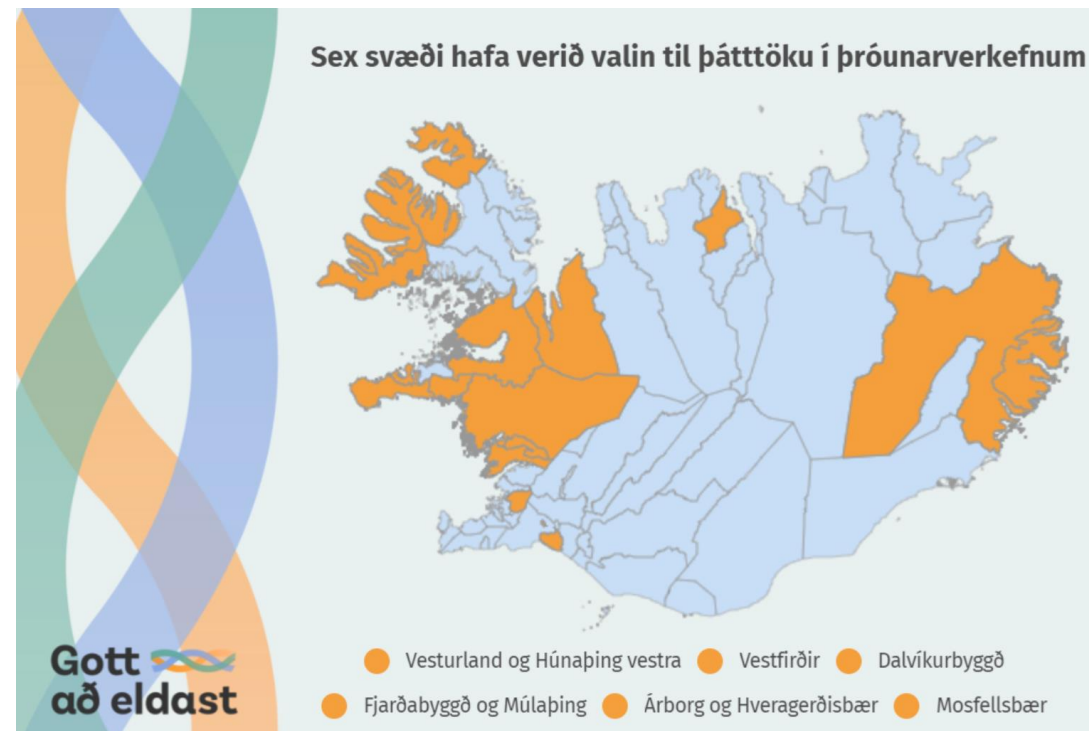 Sex svæði hafa verið valin til þátttöku í þróunarverkefnum
Vesturland og Húnaþing vestra Vestfirðir Dalvíkurbyggð
Fjarðabyggð og Múlaþing Árborg og Hveragerðisbær Mosfellsbær
Gott
að eldast